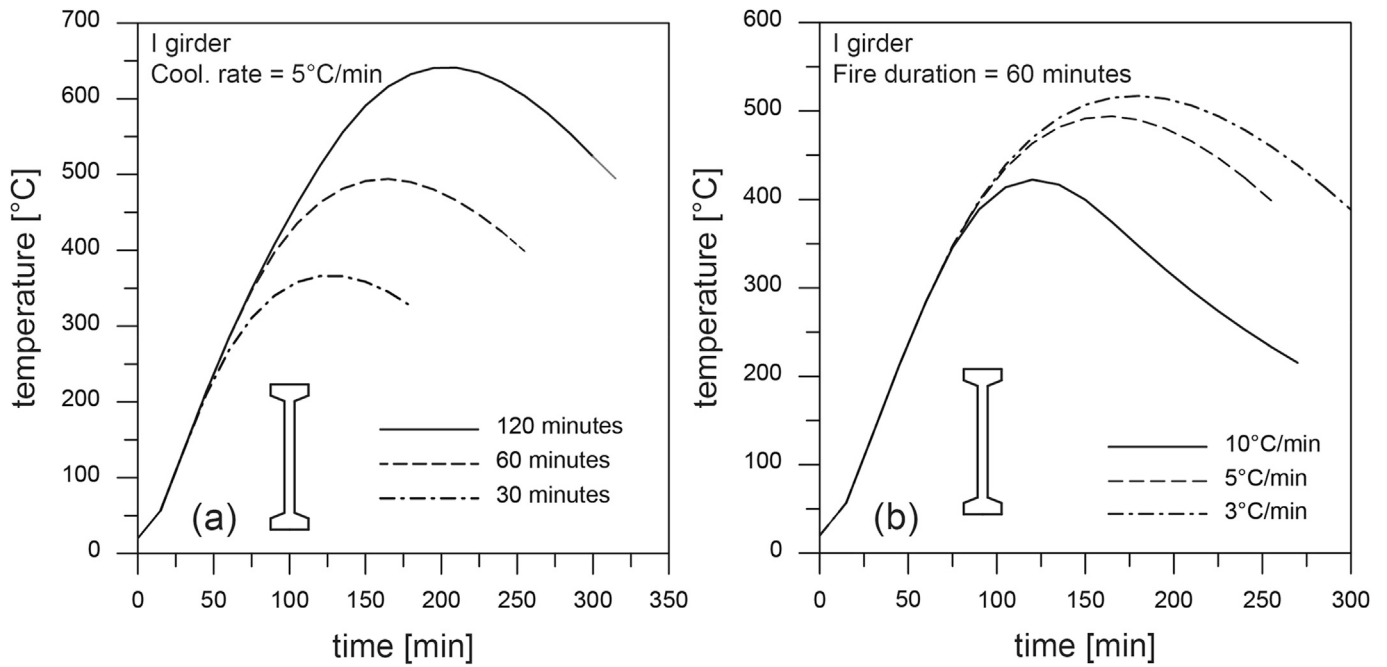 I girder
Cool. rate = 5°C/min
700
600
500
400
300
200
100
0
temperature [°C]
120 minutes
60 minutes
30 minutes
(a)
0 50 100 150 200 250 300 350
time [min]
I girder
Fire duration = 60 minutes
600
500
400
300
200
100
0
temperature [°C]
10°C/min
5°C/min
3°C/min
(b)
0 50 100 150 200 250 300
time [min]